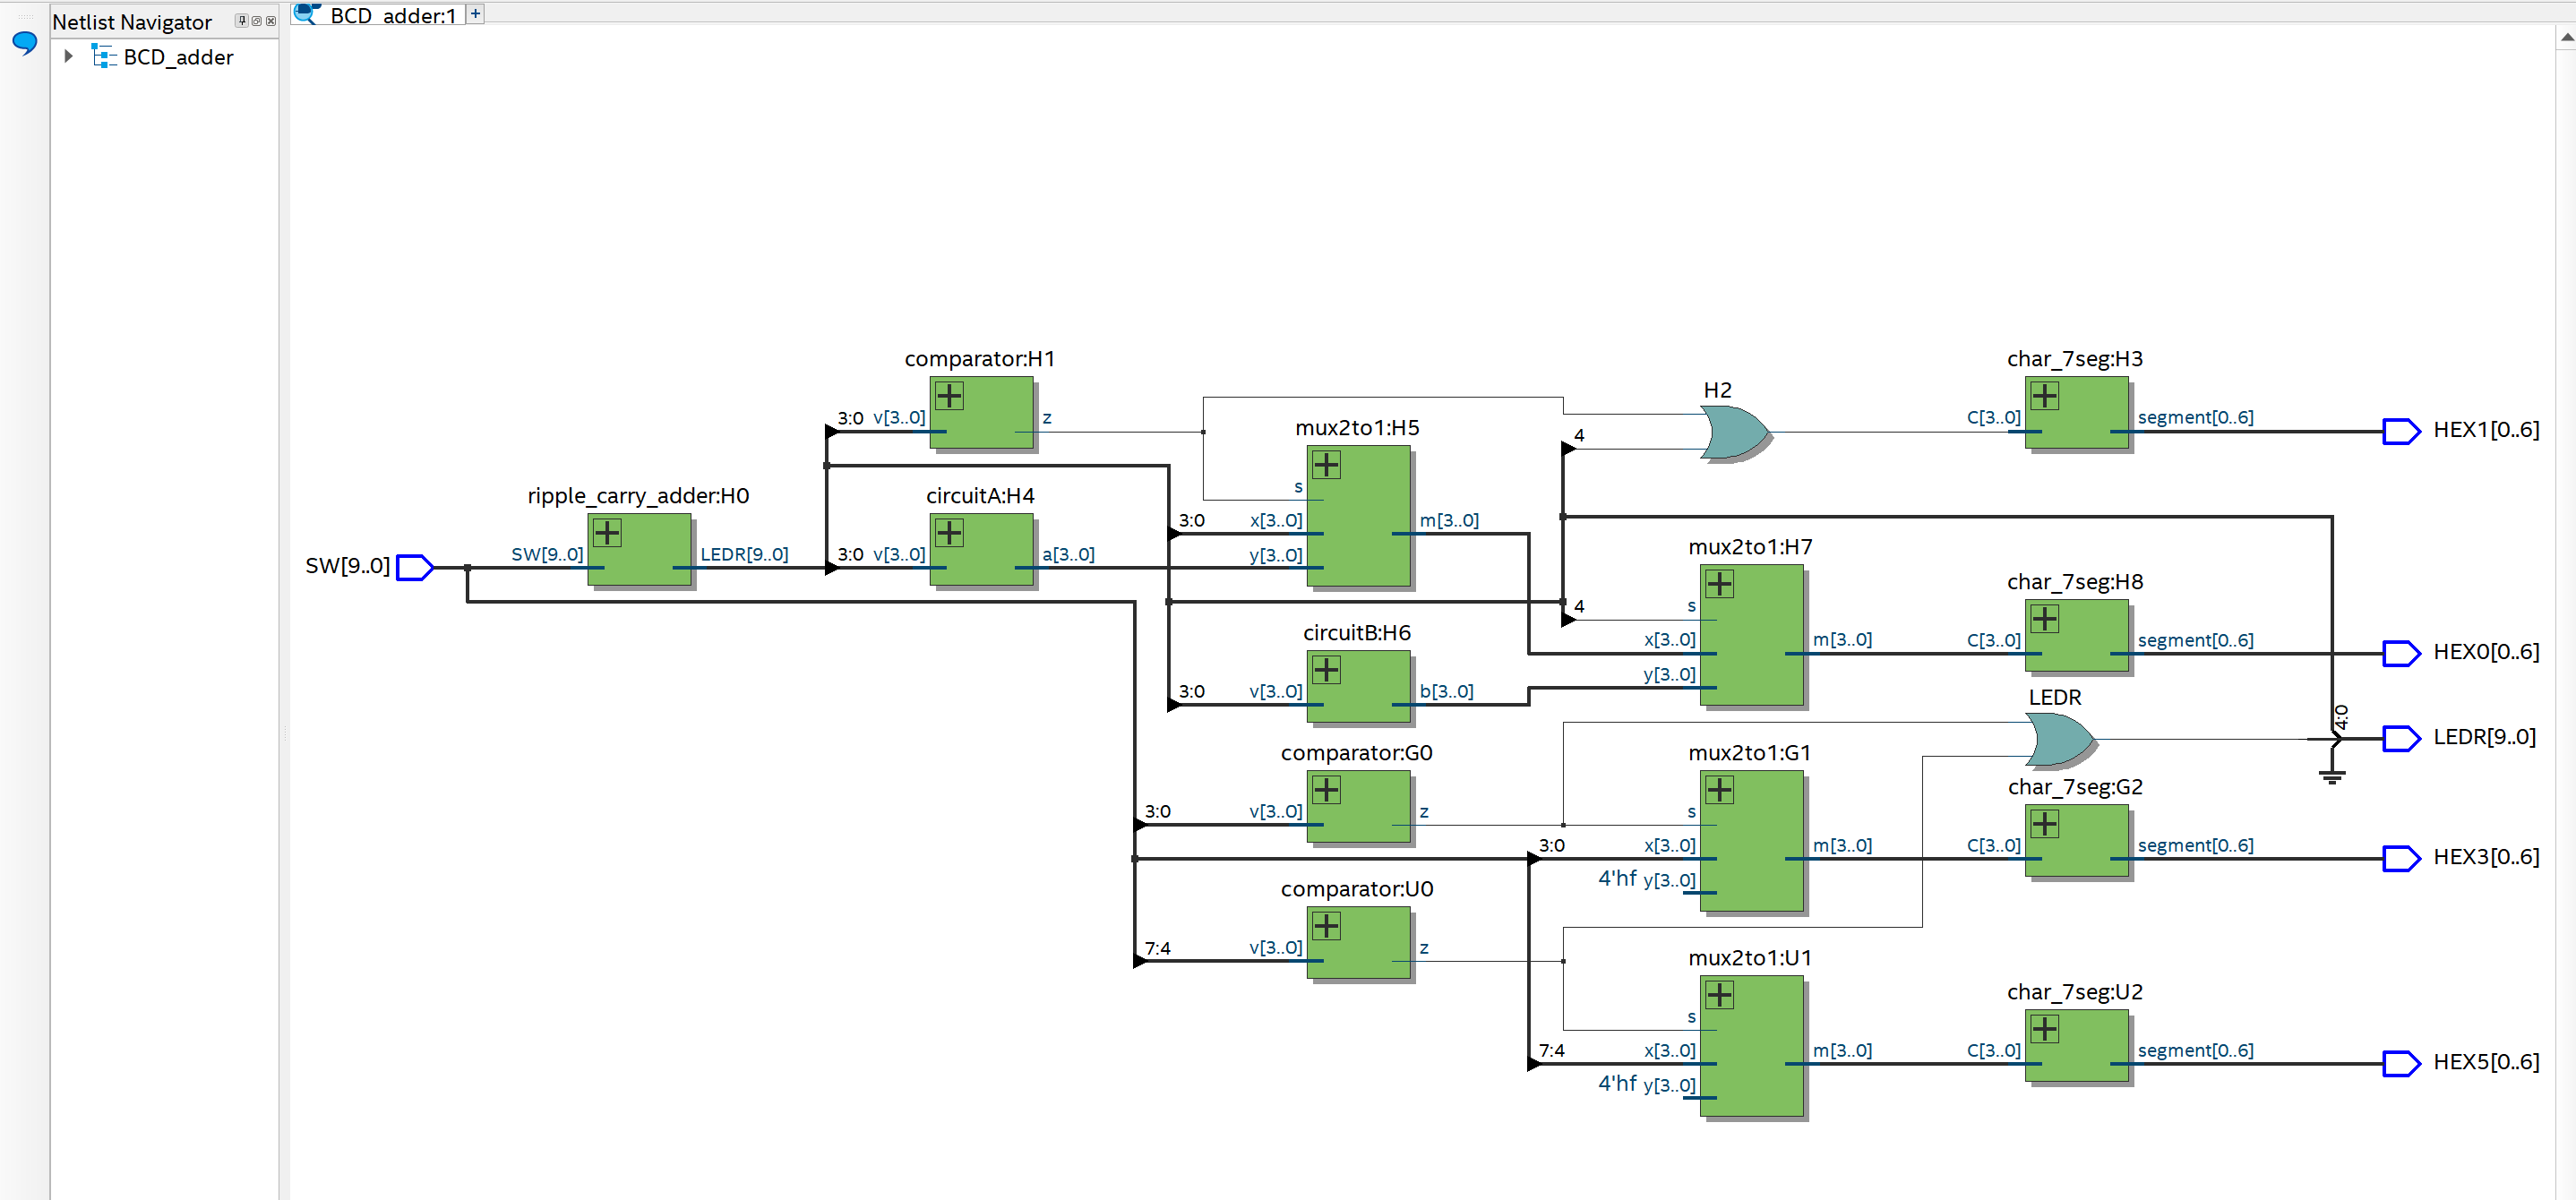 Netlist Navigator
BCD_adder
BCD_adder:1
comparator:H1
3:0 v[3..0]
z
ripple_carry_adder:H0
SW[9..0]
SW[9..0]
LEDR[9..0]
circuitA:H4
3:0 v[3..0]
a[3..0]
mux2to1:H5
s
3:0 x[3..0]
y[3..0]
m[3..0]
circuitB:H6
3:0 v[3..0]
b[3..0]
H2
4
char_7seg:H3
C[3..0]
segment[0..6]
HEX1[0..6]
mux2to1:H7
4 s
x[3..0]
y[3..0]
m[3..0]
char_7seg:H8
C[3..0]
segment[0..6]
HEX0[0..6]
LEDR
4:0
LEDR[9..0]
comparator:G0
3:0 v[3..0]
z
mux2to1:G1
s
3:0 x[3..0]
4'hf y[3..0]
m[3..0]
char_7seg:G2
C[3..0]
segment[0..6]
HEX3[0..6]
comparator:U0
7:4 v[3..0]
z
mux2to1:U1
s
7:4 x[3..0]
4'hf y[3..0]
m[3..0]
char_7seg:U2
C[3..0]
segment[0..6]
HEX5[0..6]